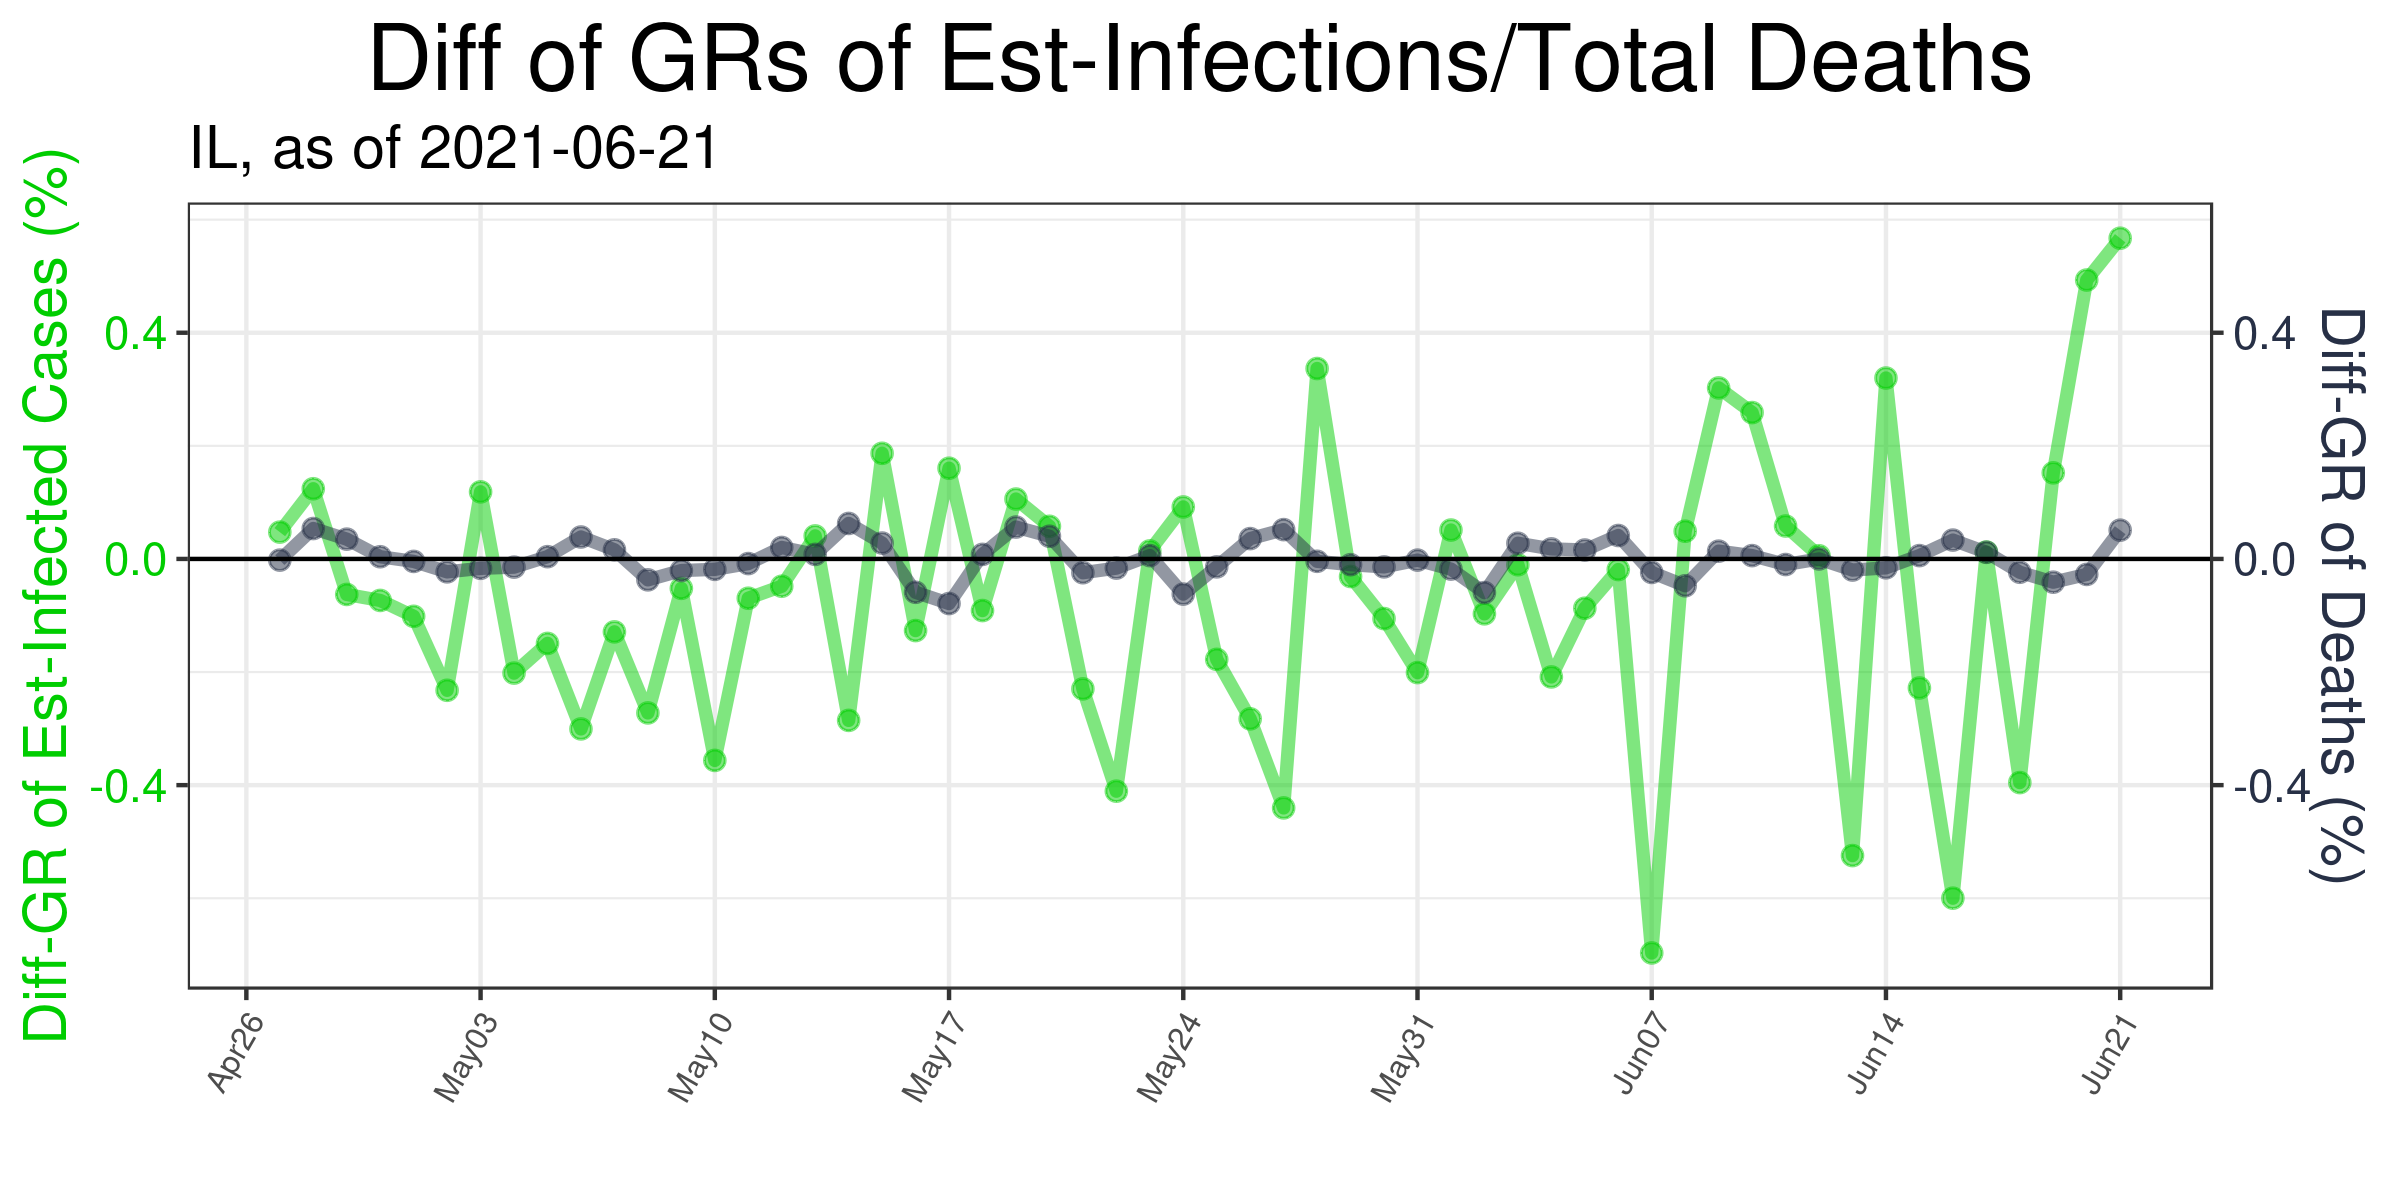 Diff of GRs of Est-Infections/Total Deaths
IL, as of 2021-06-21
Diff-GR of Est-Infected Cases (%)
0.4
0.0
-0.4
0.4
0.0
-0.4
Diff-GR of Deaths (%)
Apr26
May03
May10
May17
May24
May31
Jun07
Jun14
Jun21